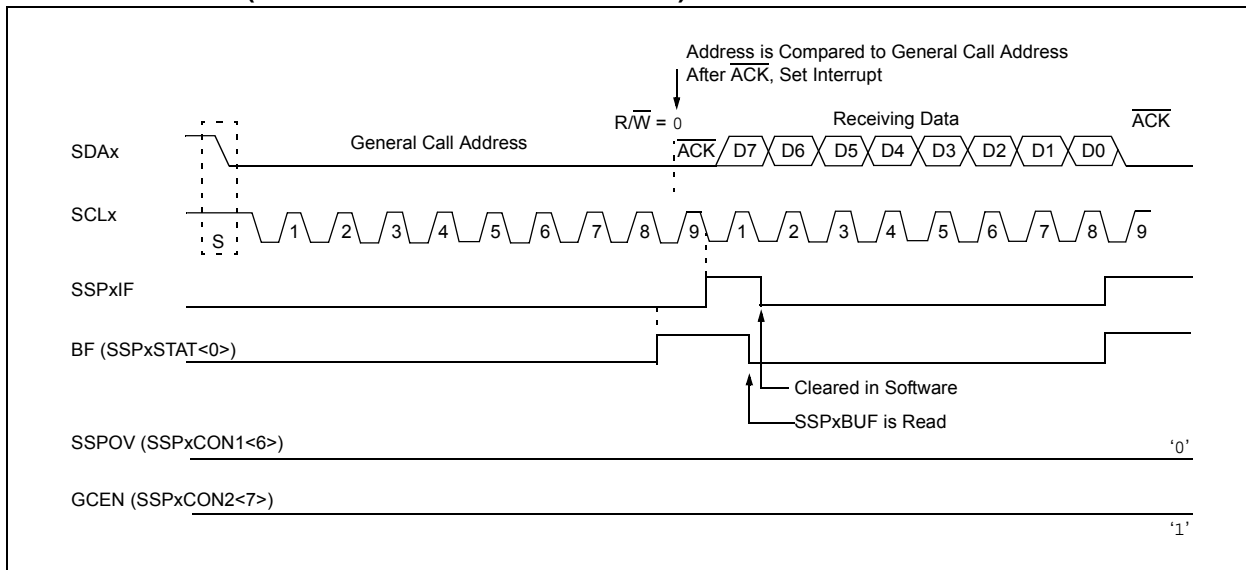 Address is Compared to General Call Address
After ACK, Set Interrupt
R/W = 0
Receiving Data
ACK
SDAx
General Call Address
ACK D7 D6 D5 D4 D3 D2 D1 D0
SCLx
S
1 2 3 4 5 6 7 8 9 1 2 3 4 5 6 7 8 9
SSPxIF
BF (SSPxSTAT<0>)
Cleared in Software
SSPxBUF is Read
SSPOV (SSPxCON1<6>)
‘0’
GCEN (SSPxCON2<7>)
‘1’